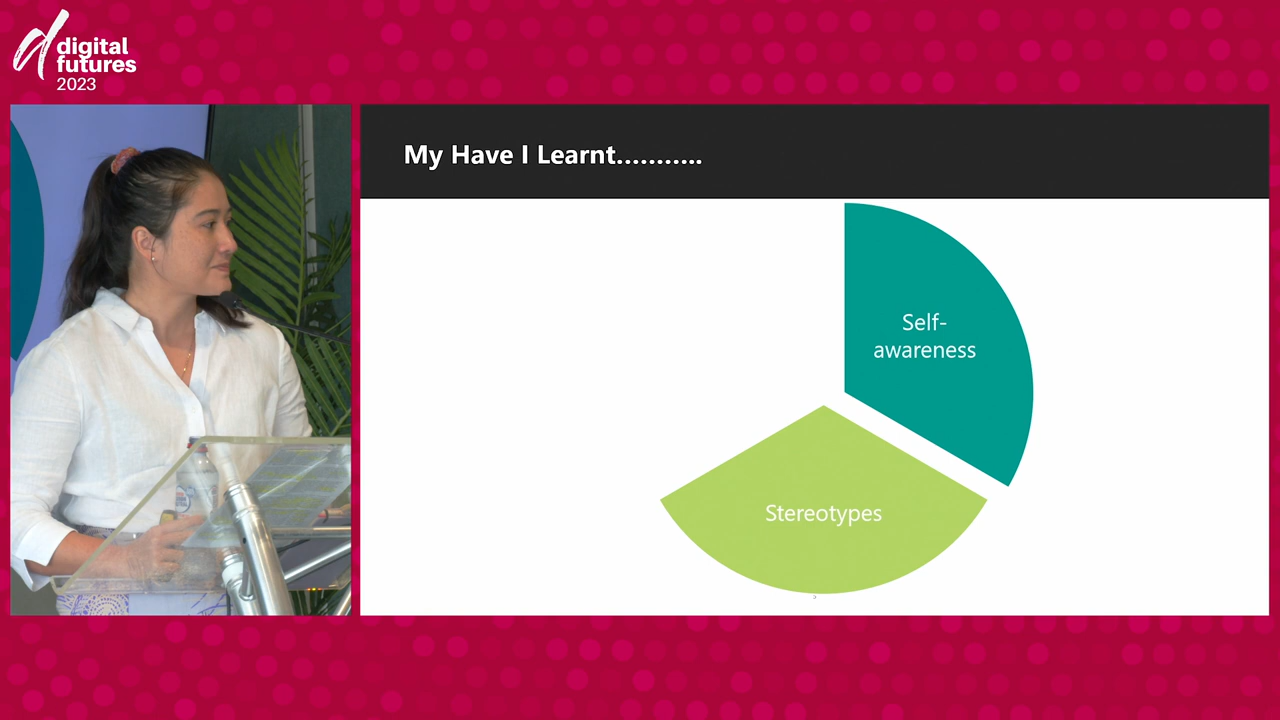 digital
futures
2023
My Have I Learnt...........
Self-
awareness
Stereotypes